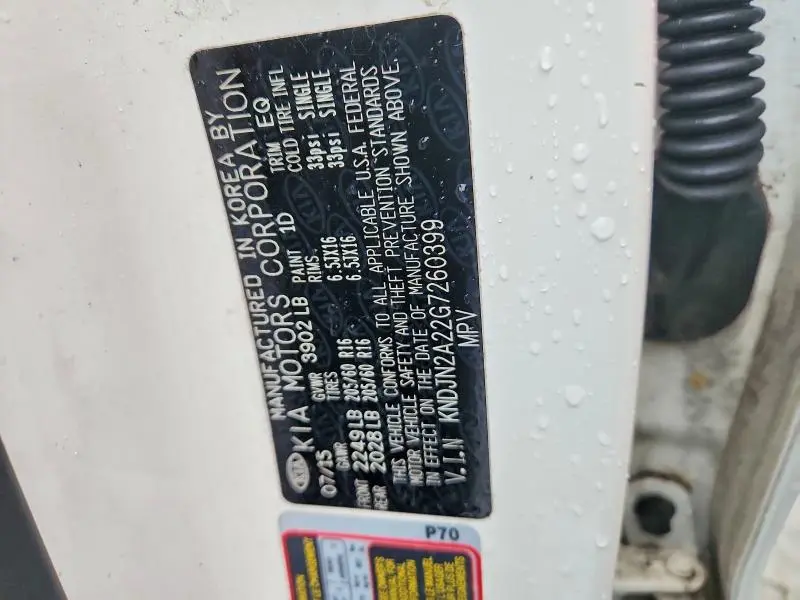 MANUFACTURED IN KOREA BY
KIA KIA MOTORS CORPORATION
07/15 GVWR 3902 LB PAINT 1D TRIM EQ
GAWR TIRES RIMS COLD TIRE INFL
FRONT 2249LB 205/60 R16 6.5JX16 33psi SINGLE
REAR 2028LB 205/60 R16 6.5JX16 33psi SINGLE
THIS VEHICLE CONFORMS TO ALL APPLICABLE U.S.A. FEDERAL
MOTOR VEHICLE SAFETY AND THEFT PREVENTION STANDARDS
IN EFFECT ON THE DATE OF MANUFACTURE SHOWN ABOVE.
V.I.N KNDJN2A22G7260399
MPV
P70